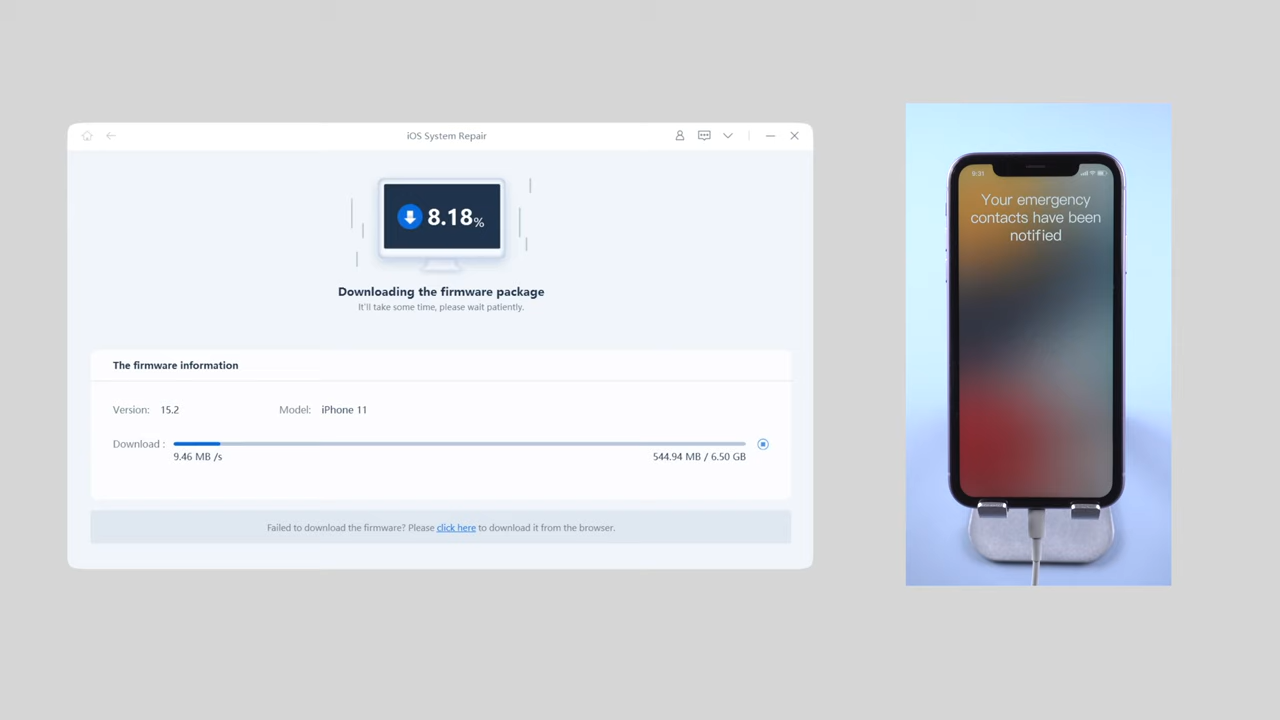 iOS System Repair
8.18%
Downloading the firmware package
It'll take some time, please wait patiently.
The firmware information
Version: 15.2 Model: iPhone 11
Download :
9.46 MB /s 544.94 MB / 6.50 GB
Failed to download the firmware? Please click here to download it from the browser.
9:31
Your emergency
contacts have been
notified